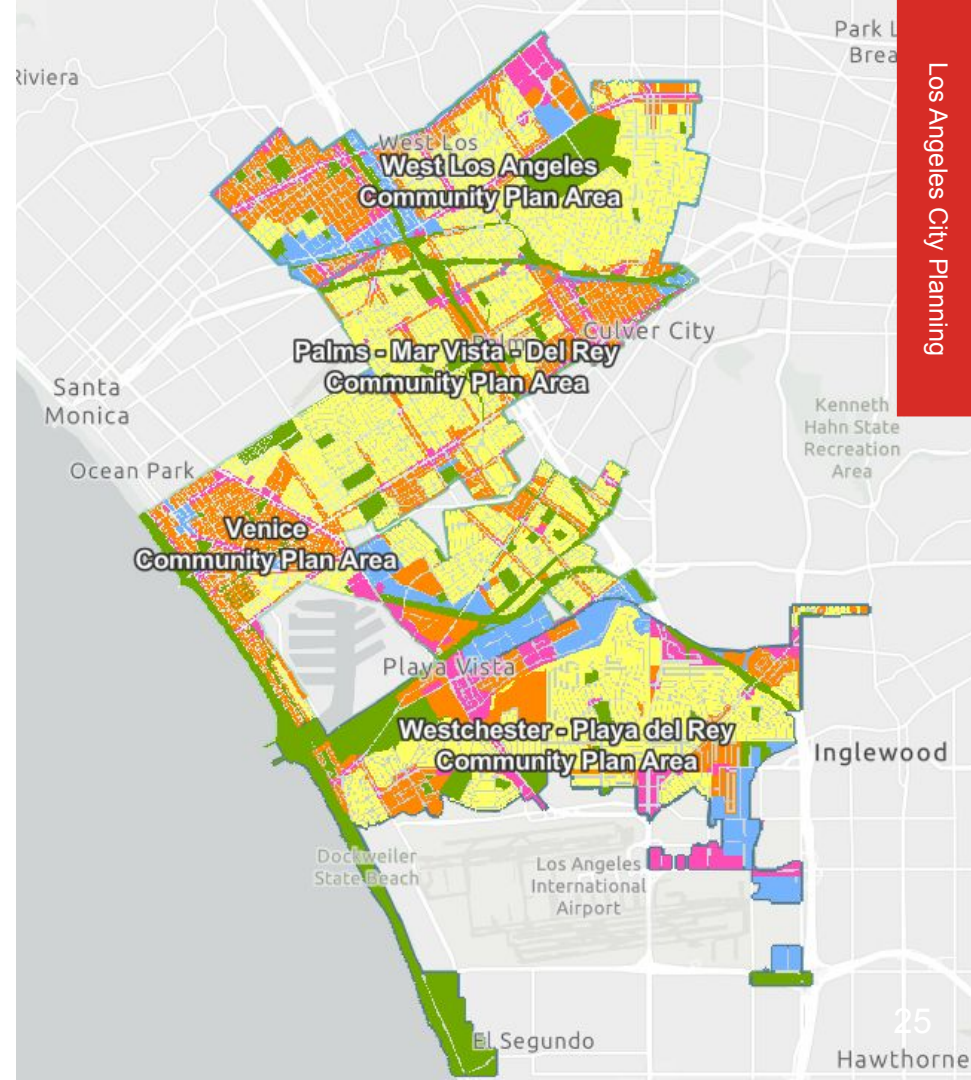 Park L
Brea
Riviera
Los Angeles City Planning
West Los
West Los Angeles
Community Plan Area
Culver City
Palms - Mar Vista - Del Rey
Community Plan Area
Santa
Monica
Kenneth
Hahn State
Recreation
Area
Ocean Park
Venice
Community Plan Area
Playa Vista
Westchester - Playa del Rey
Community Plan Area
Inglewood
Dockweiler
State Beach
Los Angeles
International
Airport
25
El Segundo
Hawthorne